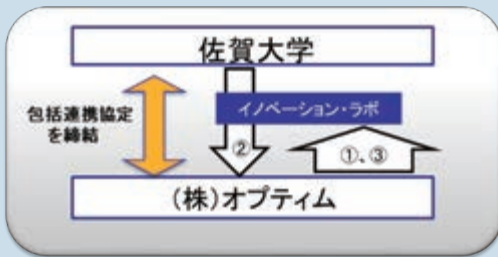 佐賀大学
包括連携協定
を締結
イノベーション・ラボ
②
①、③
(株)オプティム